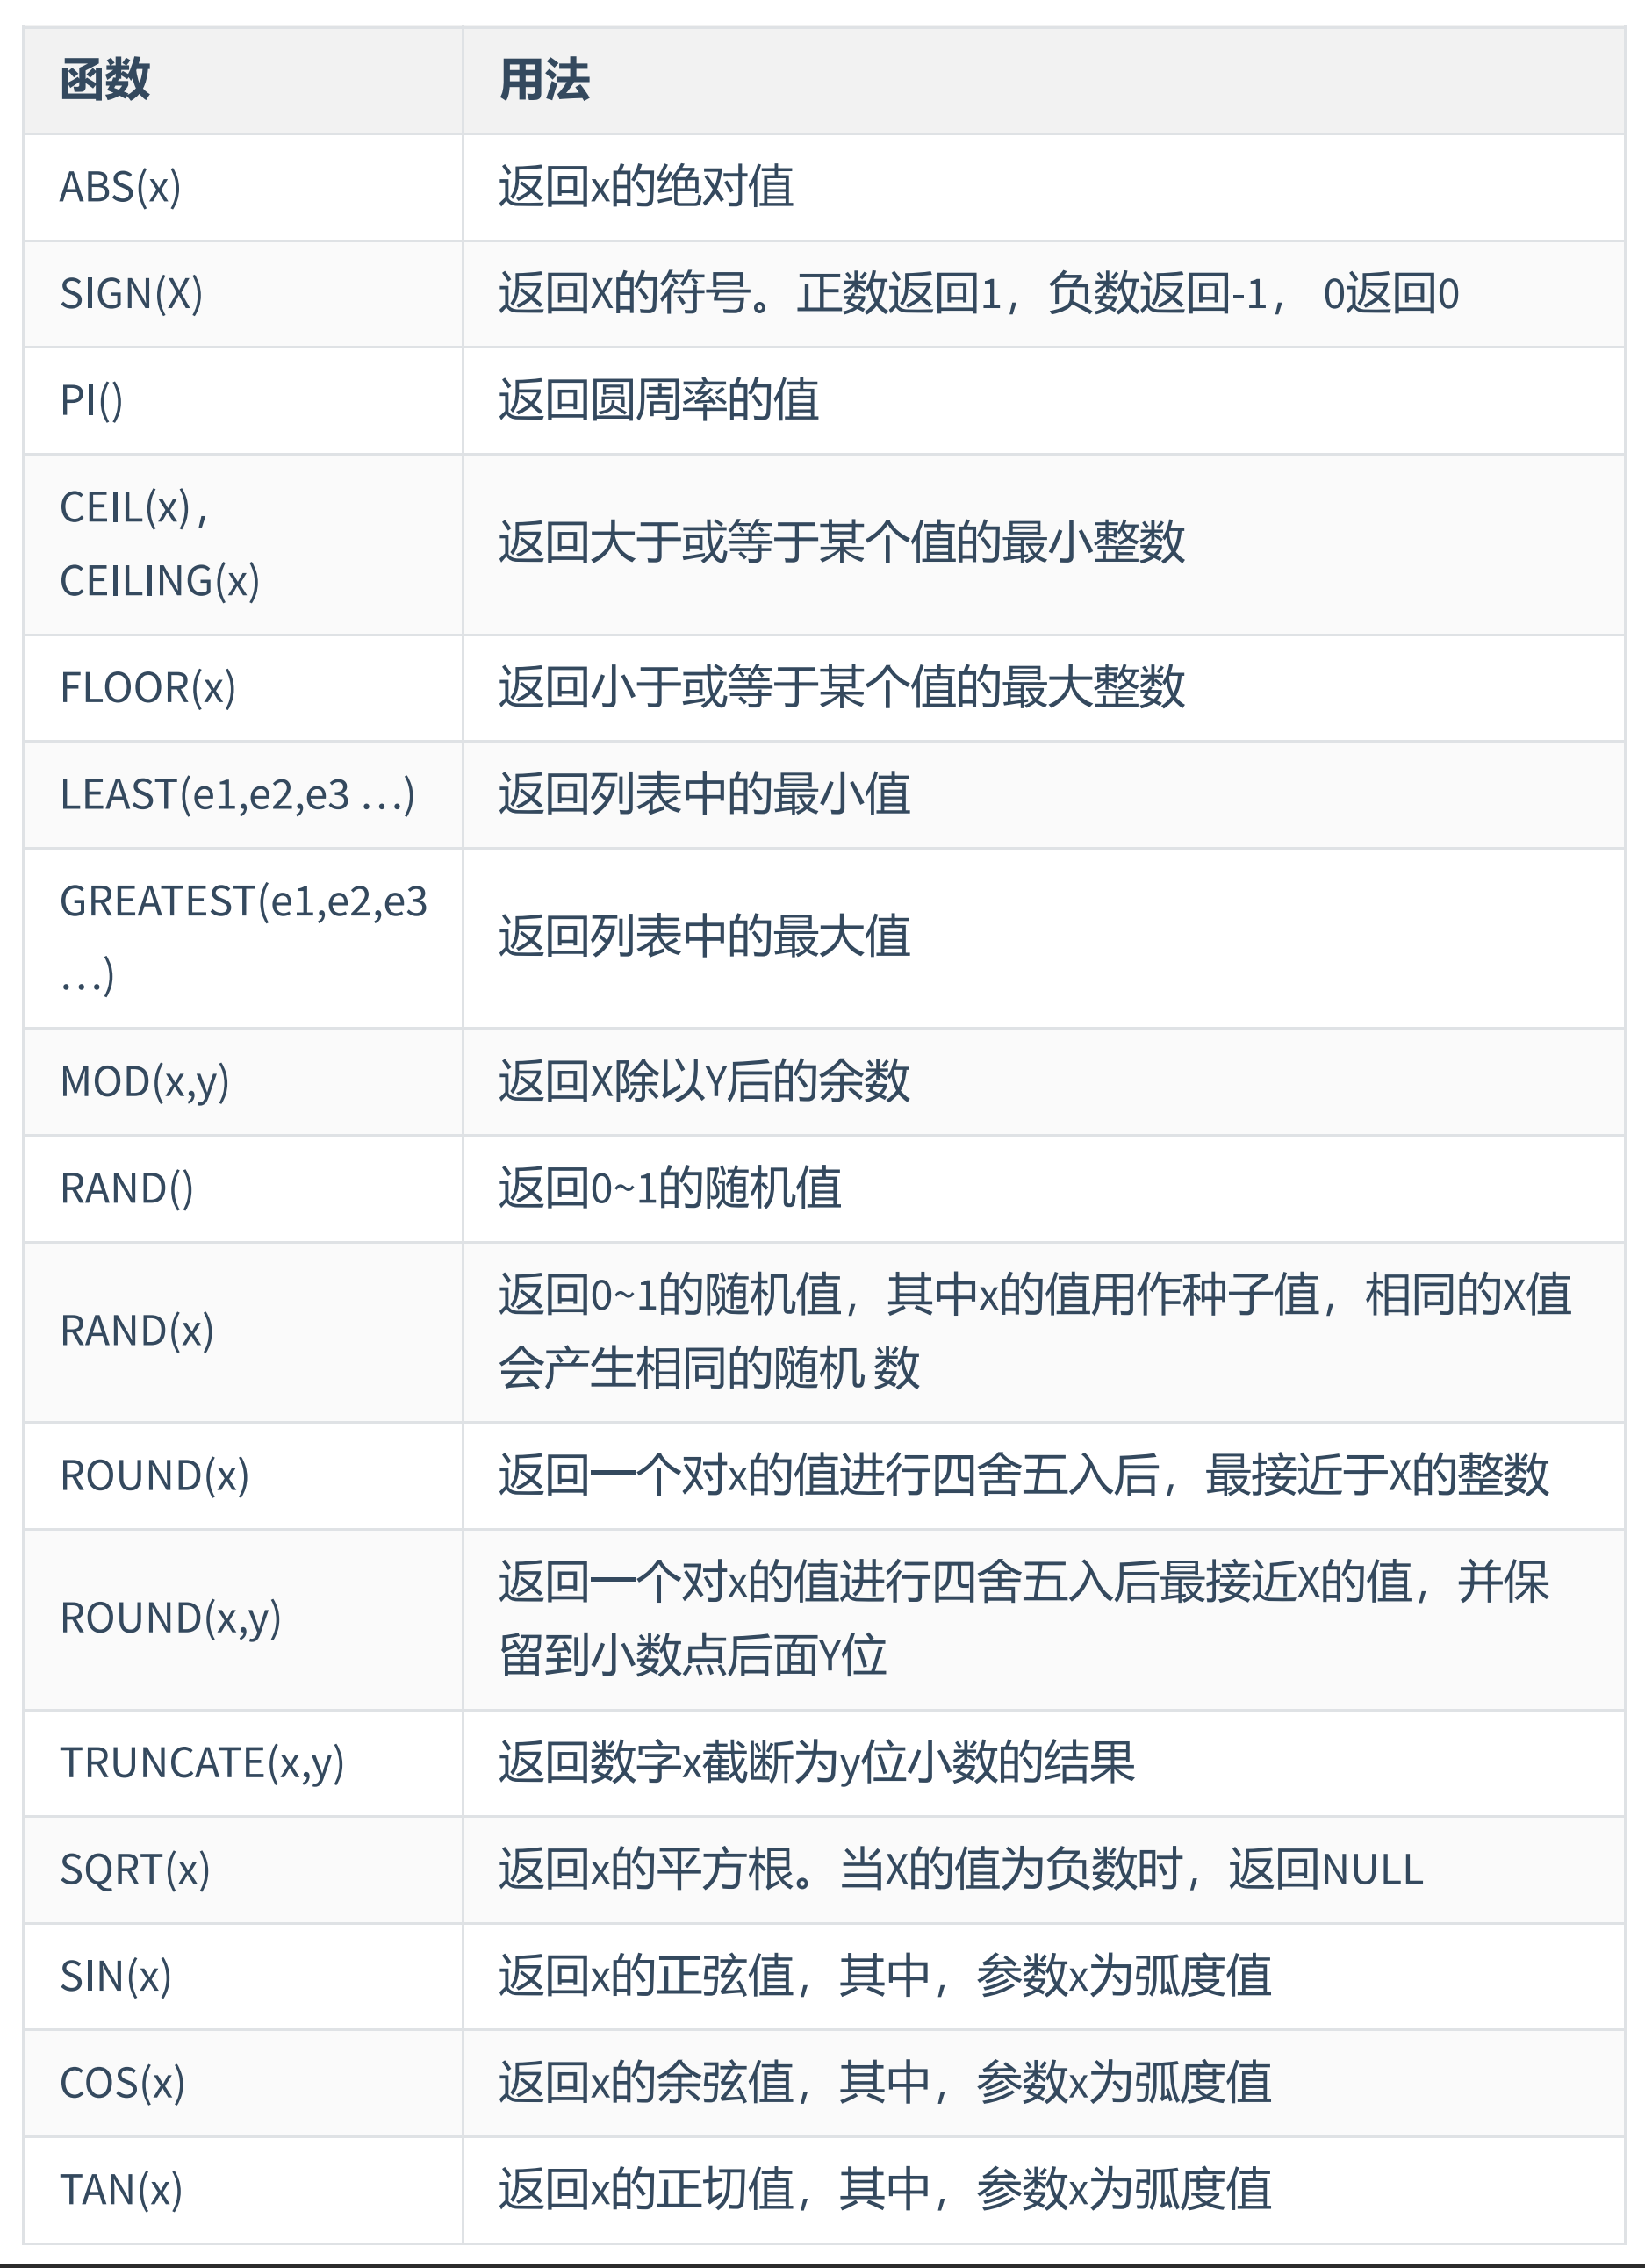 函数 用法
ABS(x) 返回x的绝对值
SIGN(X) 返回X的符号。正数返回1，负数返回-1，0返回0
PI() 返回圆周率的值
CEIL(x)，
CEILING(x)
返回大于或等于某个值的最小整数
FLOOR(x) 返回小于或等于某个值的最大整数
LEAST(e1,e2,e3 …) 返回列表中的最小值
GREATEST(e1,e2,e3
…)
返回列表中的最大值
MOD(x,y) 返回X除以Y后的余数
RAND() 返回0~1的随机值
RAND(x)
返回0~1的随机值，其中x的值用作种子值，相同的X值
会产生相同的随机 数
ROUND(x) 返回一个对x的值进行四舍五入后，最接近于X的整数
ROUND(x,y)
返回一个对x的值进行四舍五入后最接近X的值，并保
留到小数点后面Y位
TRUNCATE(x,y) 返回数字x截断为y位小数的结果
SQRT(x) 返回x的平方根。当X的值为负数时，返回NULL
SIN(x) 返回x的正弦值，其中，参数x为弧度值
COS(x) 返回x的余弦值，其中，参数x为弧度值
TAN(x) 返回x的正切值，其中，参数x为弧度值